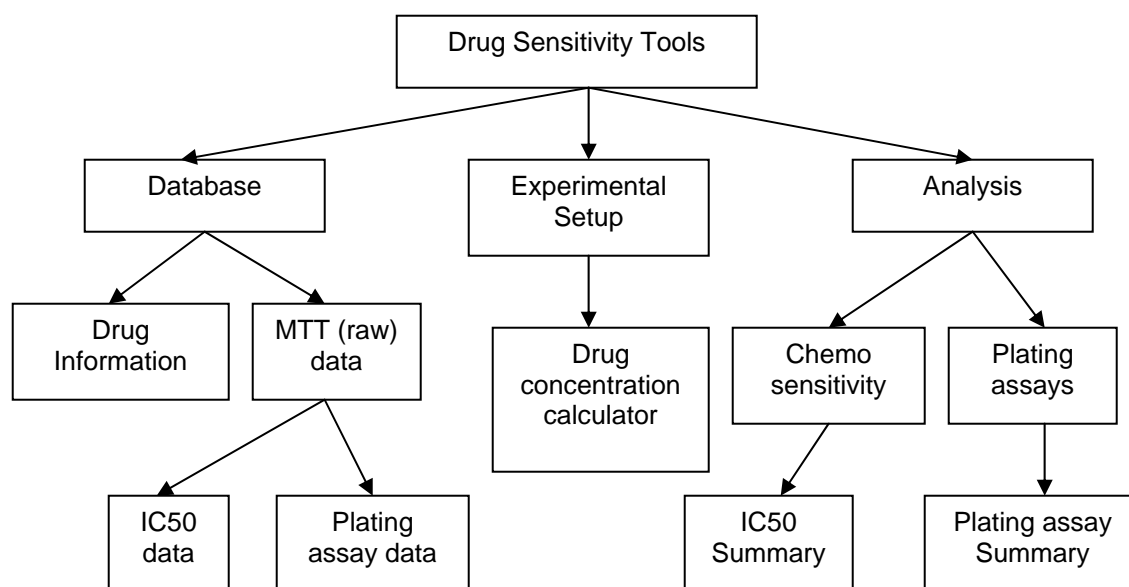 Drug Sensitivity Tools
Database
Experimental
Setup
Analysis
Drug
Information
MTT (raw)
data
Drug
concentration
calculator
Chemo
sensitivity
Plating
assays
IC50
data
Plating
assay data
IC50
Summary
Plating assay
Summary